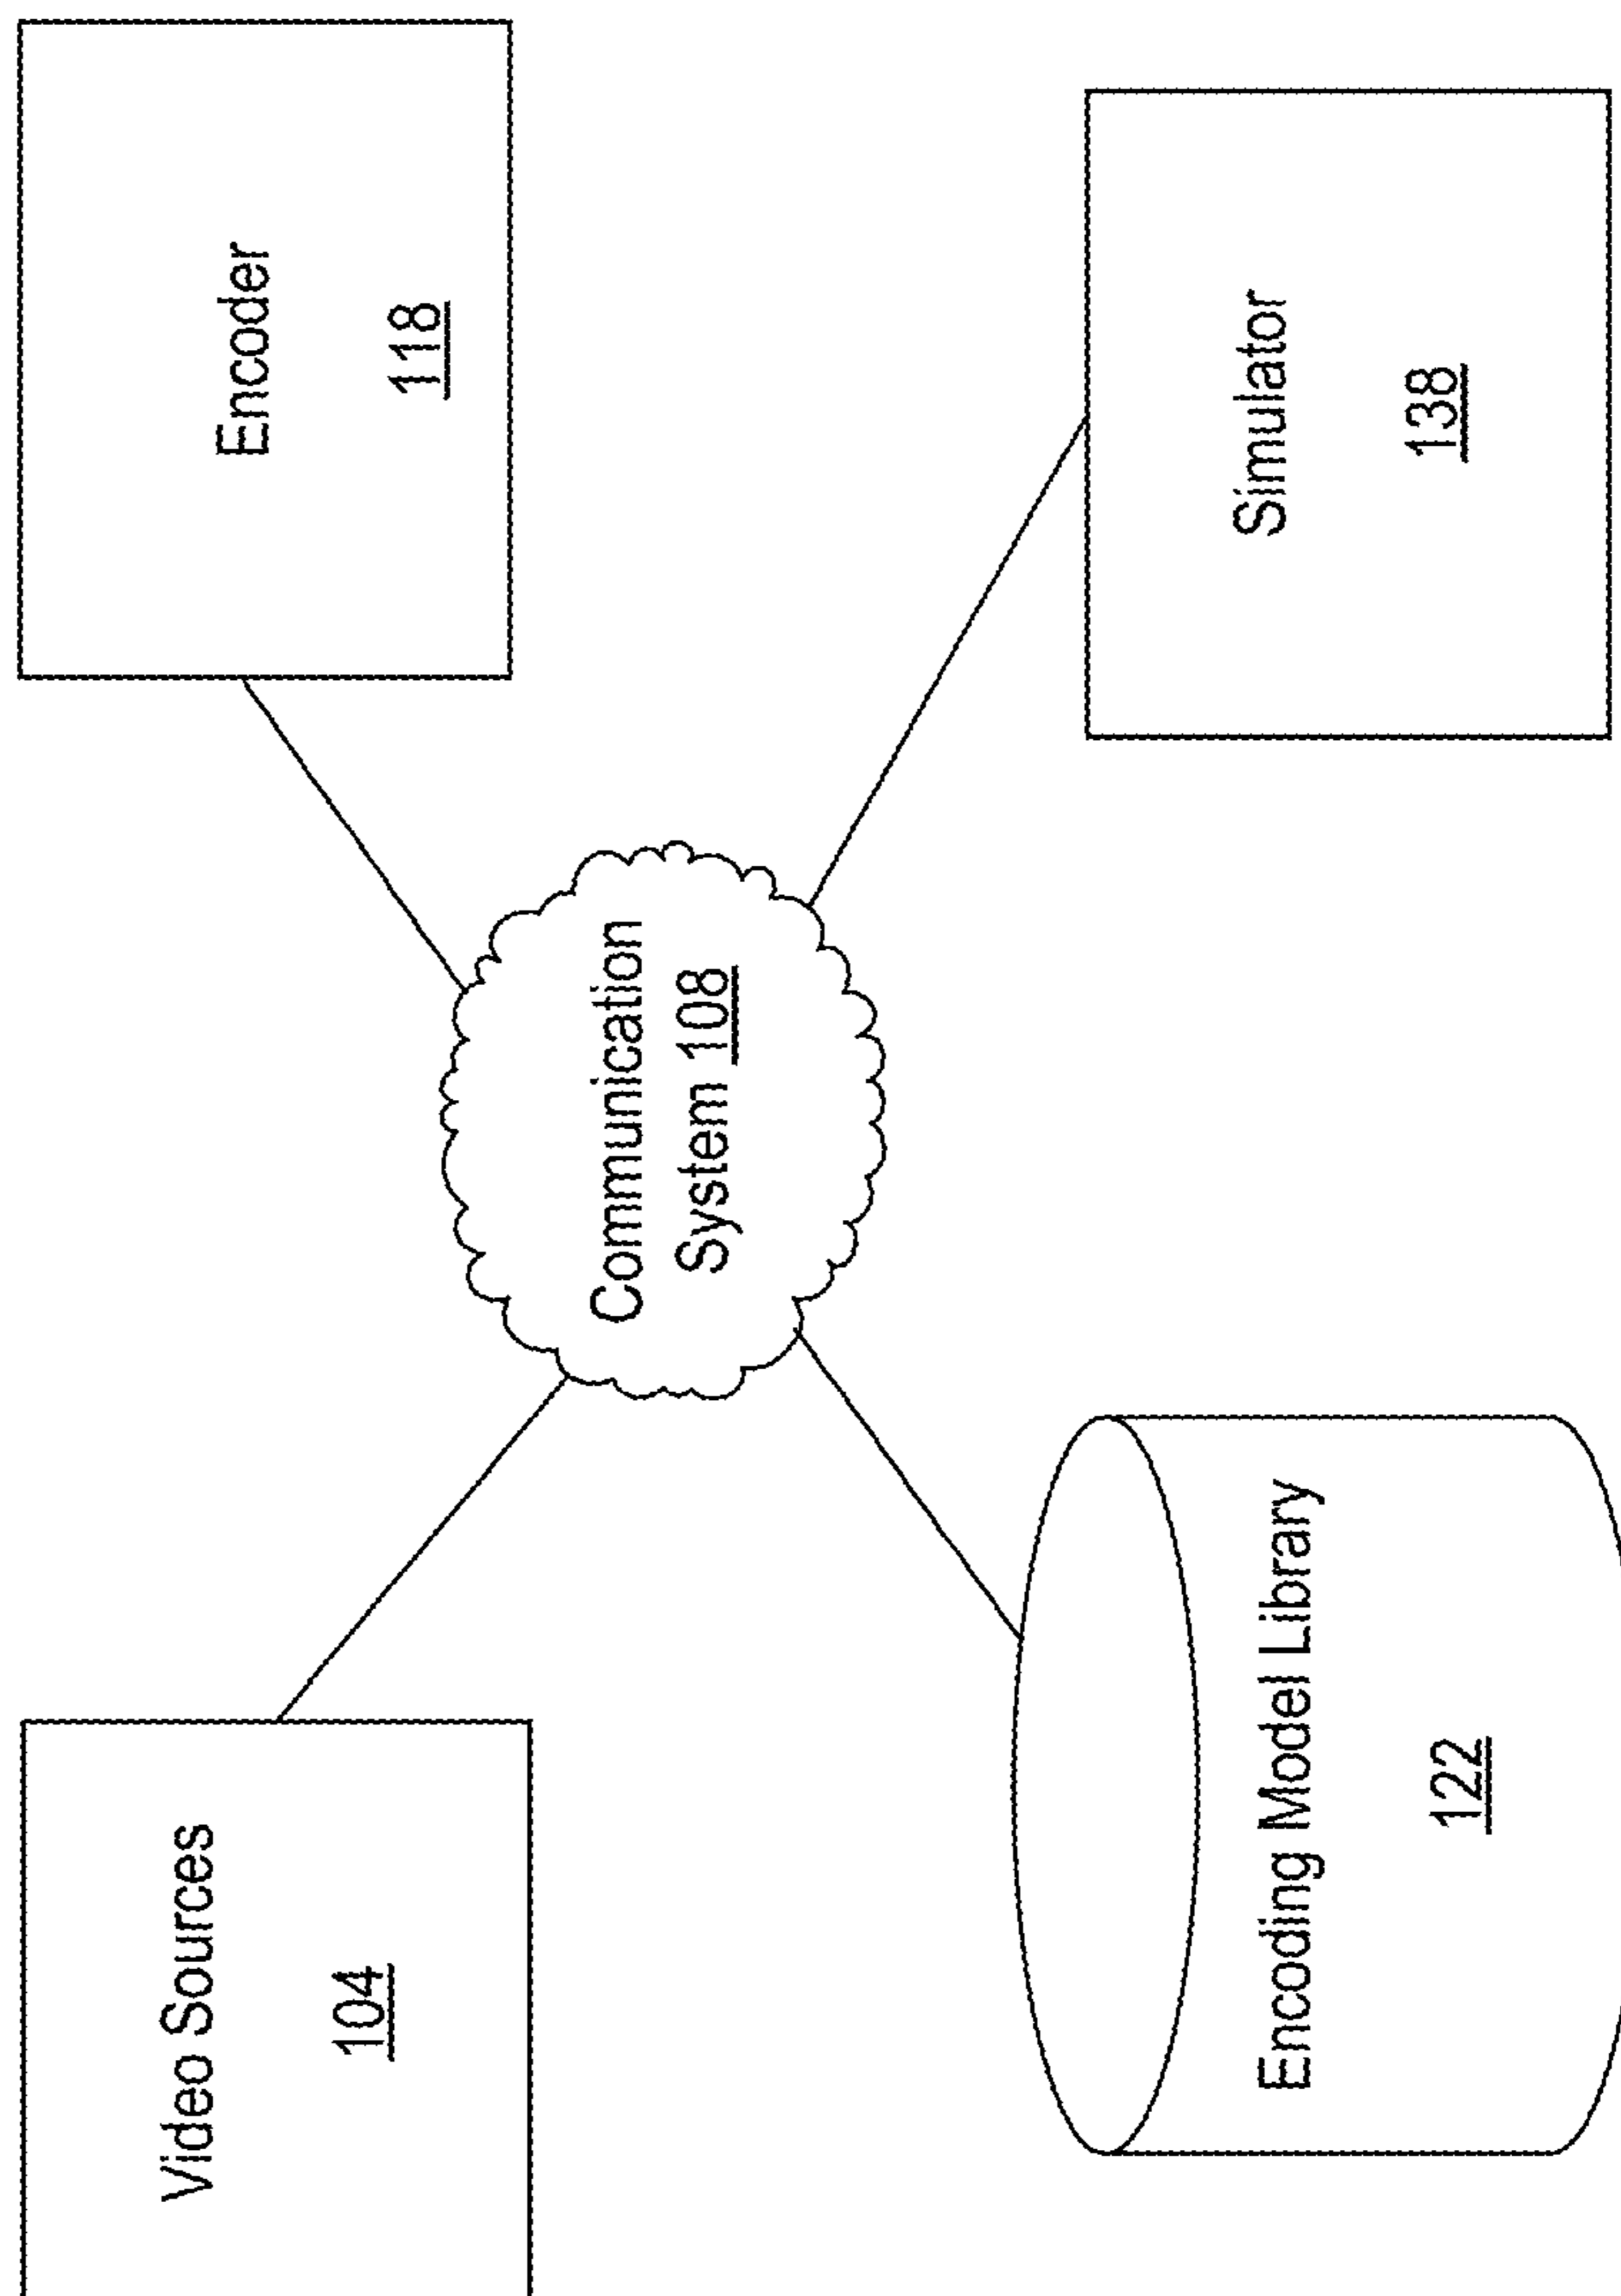 Video Sources
104
Encoder
118
Communication
System 108
Encoding Model Library
122
Simulator
138